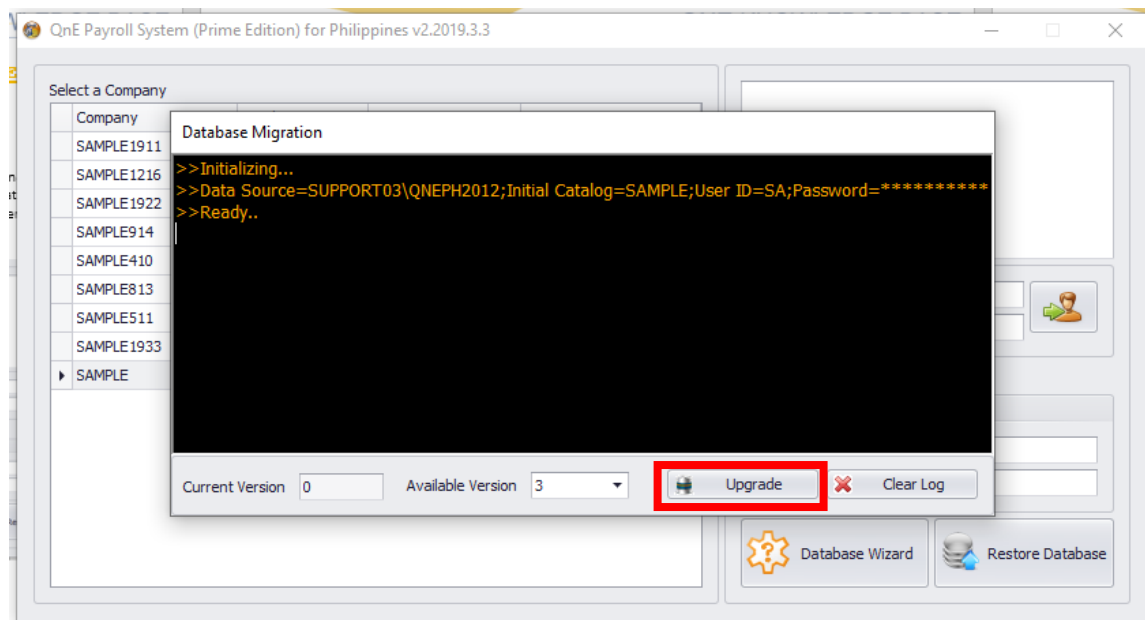 QnE Payroll System (Prime Edition) for Philippines v2.2019.3.3
Select a Company
Company
SAMPLE1911
SAMPLE1216
SAMPLE1922
SAMPLE914
SAMPLE410
SAMPLE813
SAMPLE511
SAMPLE1933
SAMPLE
Database Migration
>>Initializing...
>>Data Source=SUPPORT03\QNEPH2012;Initial Catalog=SAMPLE;User ID=SA;Password=**********
>>Ready..
Current Version 0 Available Version 3 Upgrade Clear Log
Database Wizard Restore Database